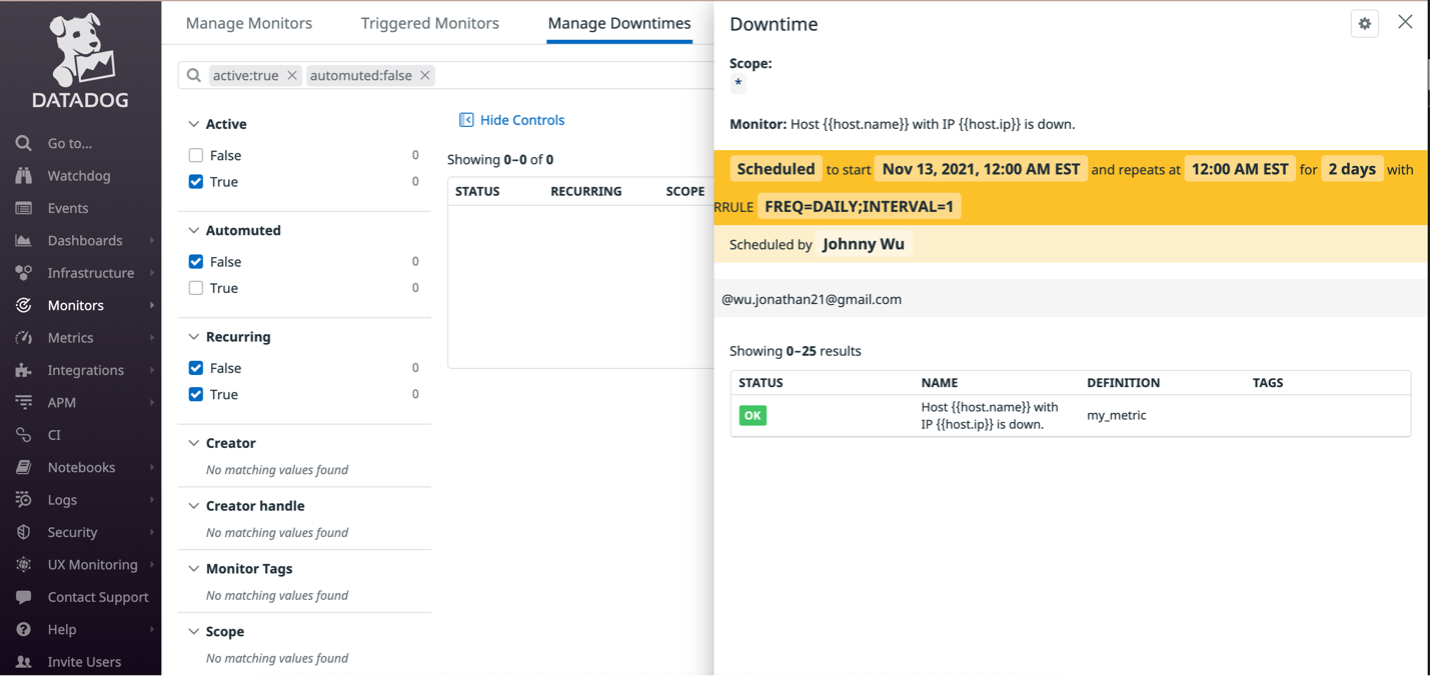 DATADOG
Go to...
Watchdog
Events
Dashboards
Infrastructure
Monitors
Metrics
Integrations
APM
CI
Notebooks
Logs
Security
UX Monitoring
Contact Support
Help
Invite Users
Manage Monitors Triggered Monitors Manage Downtimes
active:true automuted:false
Active
False 0
True 0
Automuted
False 0
True 0
Recurring
False 0
True 0
Creator
No matching values found
Creator handle
No matching values found
Monitor Tags
No matching values found
Scope
No matching values found
Hide Controls
Showing 0–0 of 0
STATUS RECURRING SCOPE
Downtime
Scope:
*
Monitor: Host {{host.name}} with IP {{host.ip}} is down.
Scheduled to start Nov 13, 2021, 12:00 AM EST and repeats at 12:00 AM EST for 2 days with
RRULE FREQ=DAILY;INTERVAL=1
Scheduled by Johnny Wu
@wu.jonathan21@gmail.com
Showing 0–25 results
STATUS NAME DEFINITION TAGS
OK Host {{host.name}} with my_metric
IP {{host.ip}} is down.